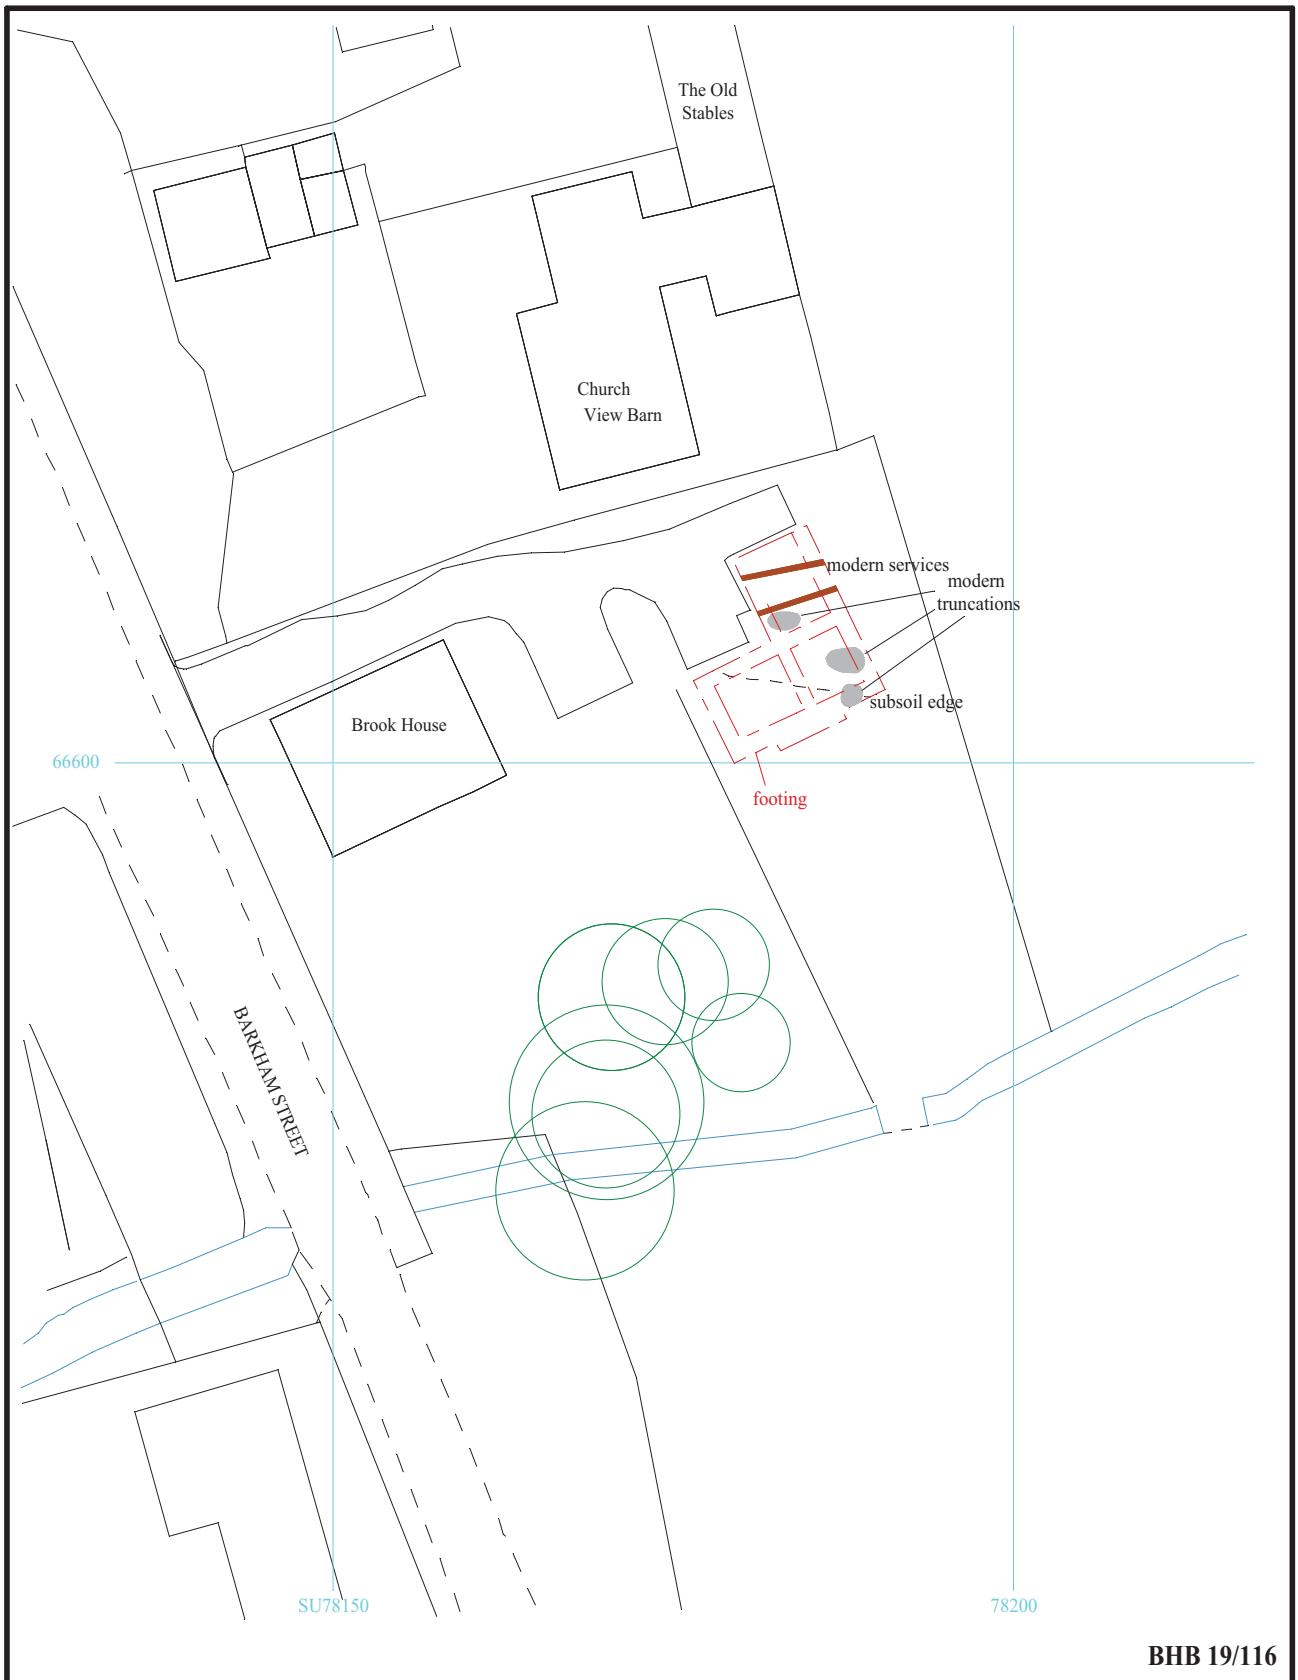 The Old
Stables
Church
View Barn
modern services
modern
truncations
subsoil edge
Brook House
66600
footing
BARKHAM STREET
SU78150
78200
BHB 19/116